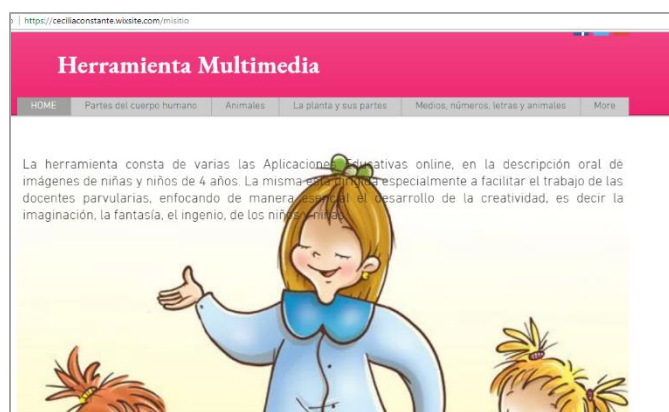 https://ceciliaconstante.wixsite.com/misitio
Herramienta Multimedia
HOME Partes del cuerpo humano Animales La planta y sus partes Medios, números, letras y animales More
La herramienta consta de varias las Aplicaciones Educativas online, en la descripción oral de
imágenes de niñas y niños de 4 años. La misma está dirigida especialmente a facilitar el trabajo de las
docentes parvularias, enfocando de manera esencial el desarrollo de la creatividad, es decir la
imaginación, la fantasía, el ingenio, de los niños y niñas